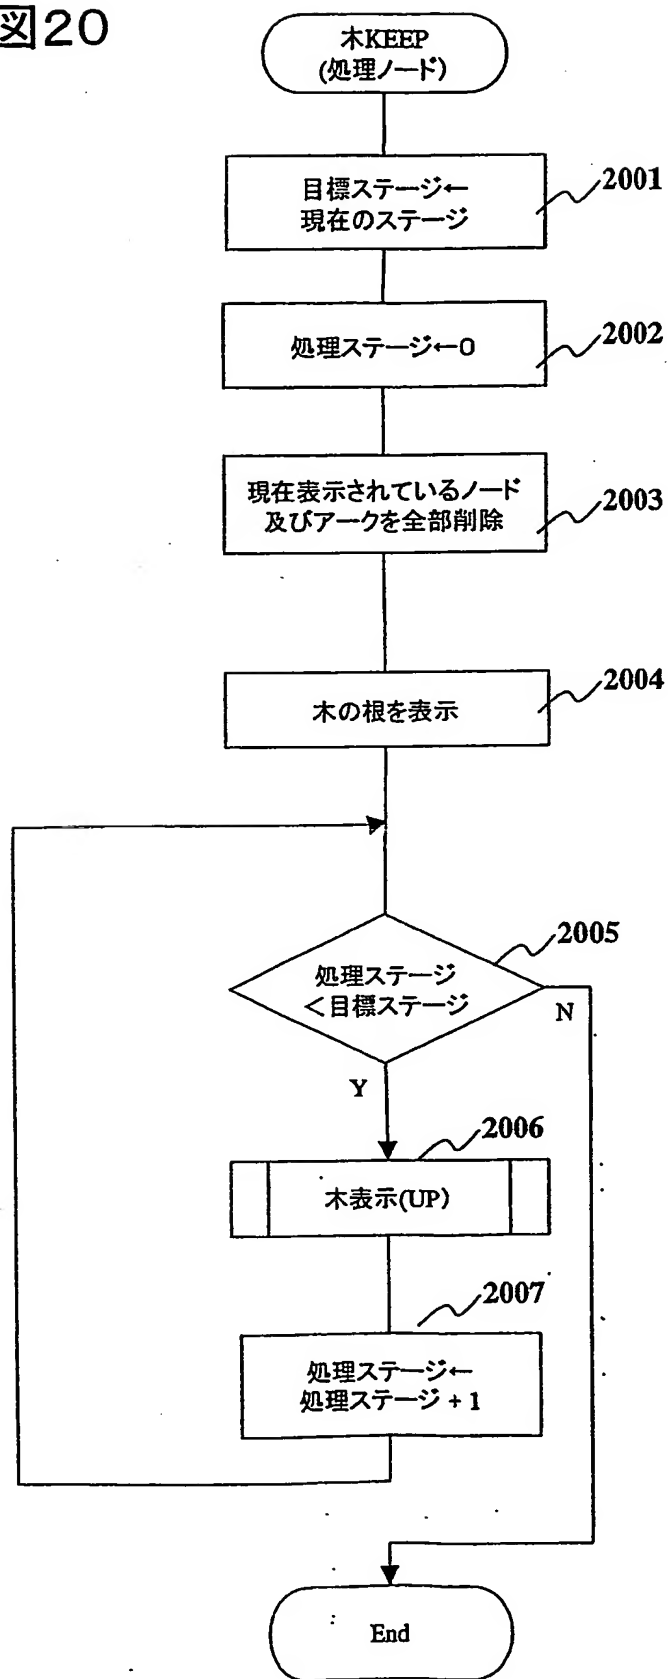 図20
木KEEP
(処理ノード)
目標ステージ←
現在のステージ
2001
処理ステージ←0
2002
現在表示されているノード
及びアークを全部削除
2003
木の根を表示
2004
処理ステージ
<目標ステージ
2005
N
Y
2006
木表示(UP)
2007
処理ステージ←
処理ステージ + 1
End